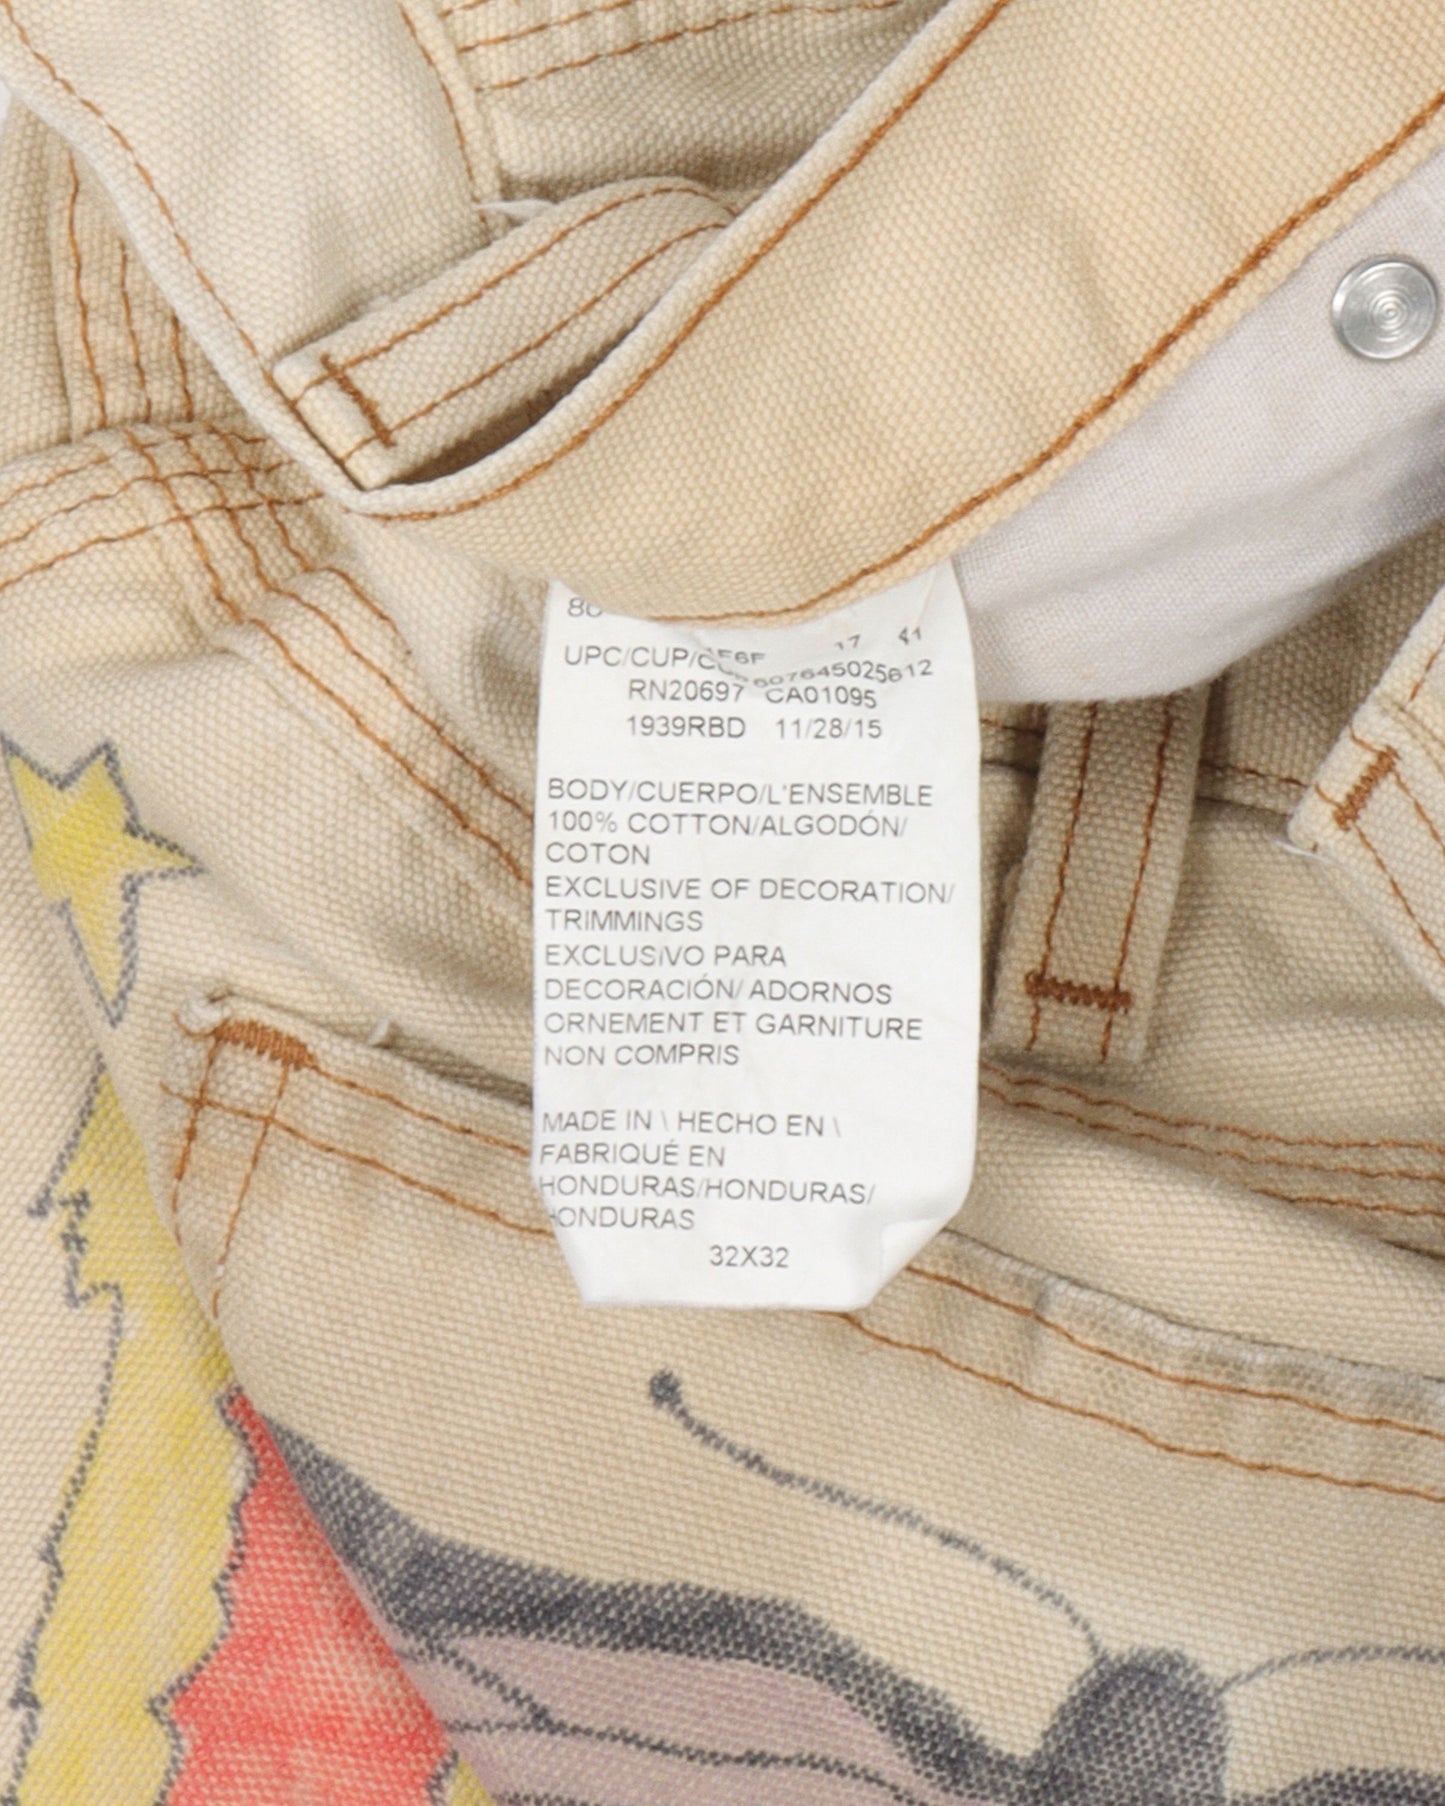 17 41
UPC/CUP/
RN20697 CA01095
1939RBD 11/28/15
BODY/CUERPO/L'ENSEMBLE
100% COTTON/ALGODÓN/
COTON
EXCLUSIVE OF DECORATION/
TRIMMINGS
EXCLUSIVO PARA
DECORACIÓN/ ADORNOS
ORNEMENT ET GARNITURE
NON COMPRIS
MADE IN \ HECHO EN \
FABRIQUÉ EN
HONDURAS/HONDURAS/
HONDURAS
32X32